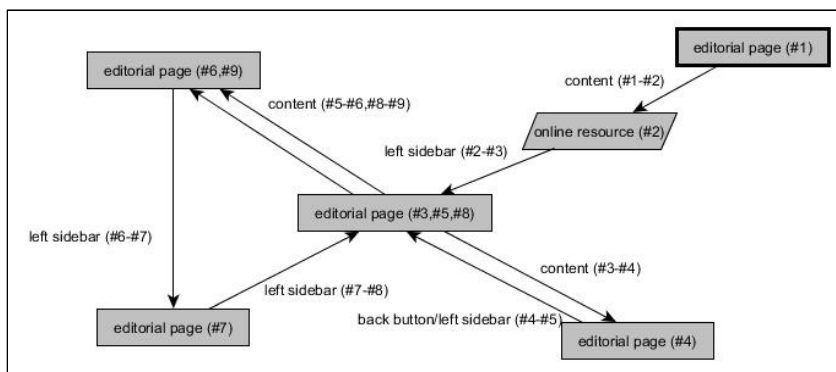 editorial page (#1)
editorial page (#6,#9)
content (#1-#2)
content (#5-#6,#8-#9)
online resource (#2)
left sidebar (#2-#3)
editorial page (#3,#5,#8)
left sidebar (#6-#7)
content (#3-#4)
left sidebar (#7-#8)
back button/left sidebar (#4-#5)
editorial page (#7)
editorial page (#4)